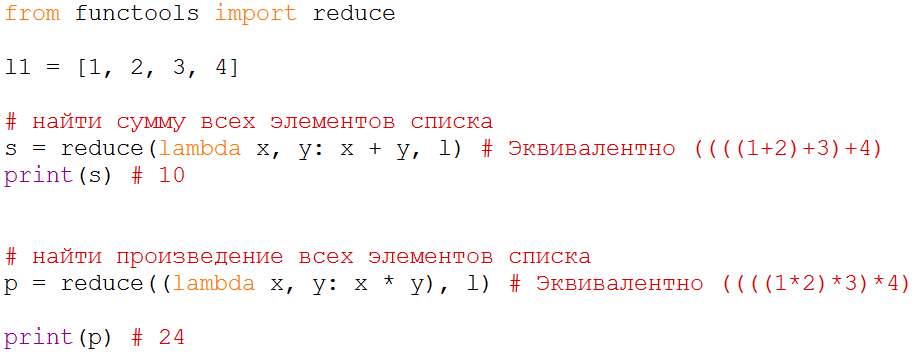 from functools import reduce
l1 = [1, 2, 3, 4]
# найти сумму всех элементов списка
s = reduce(lambda x, y: x + y, l) # Эквивалентно ((((1+2)+3)+4)
print(s) # 10
# найти произведение всех элементов списка
p = reduce((lambda x, y: x * y), l) # Эквивалентно ((((1*2)*3)*4)
print(p) # 24